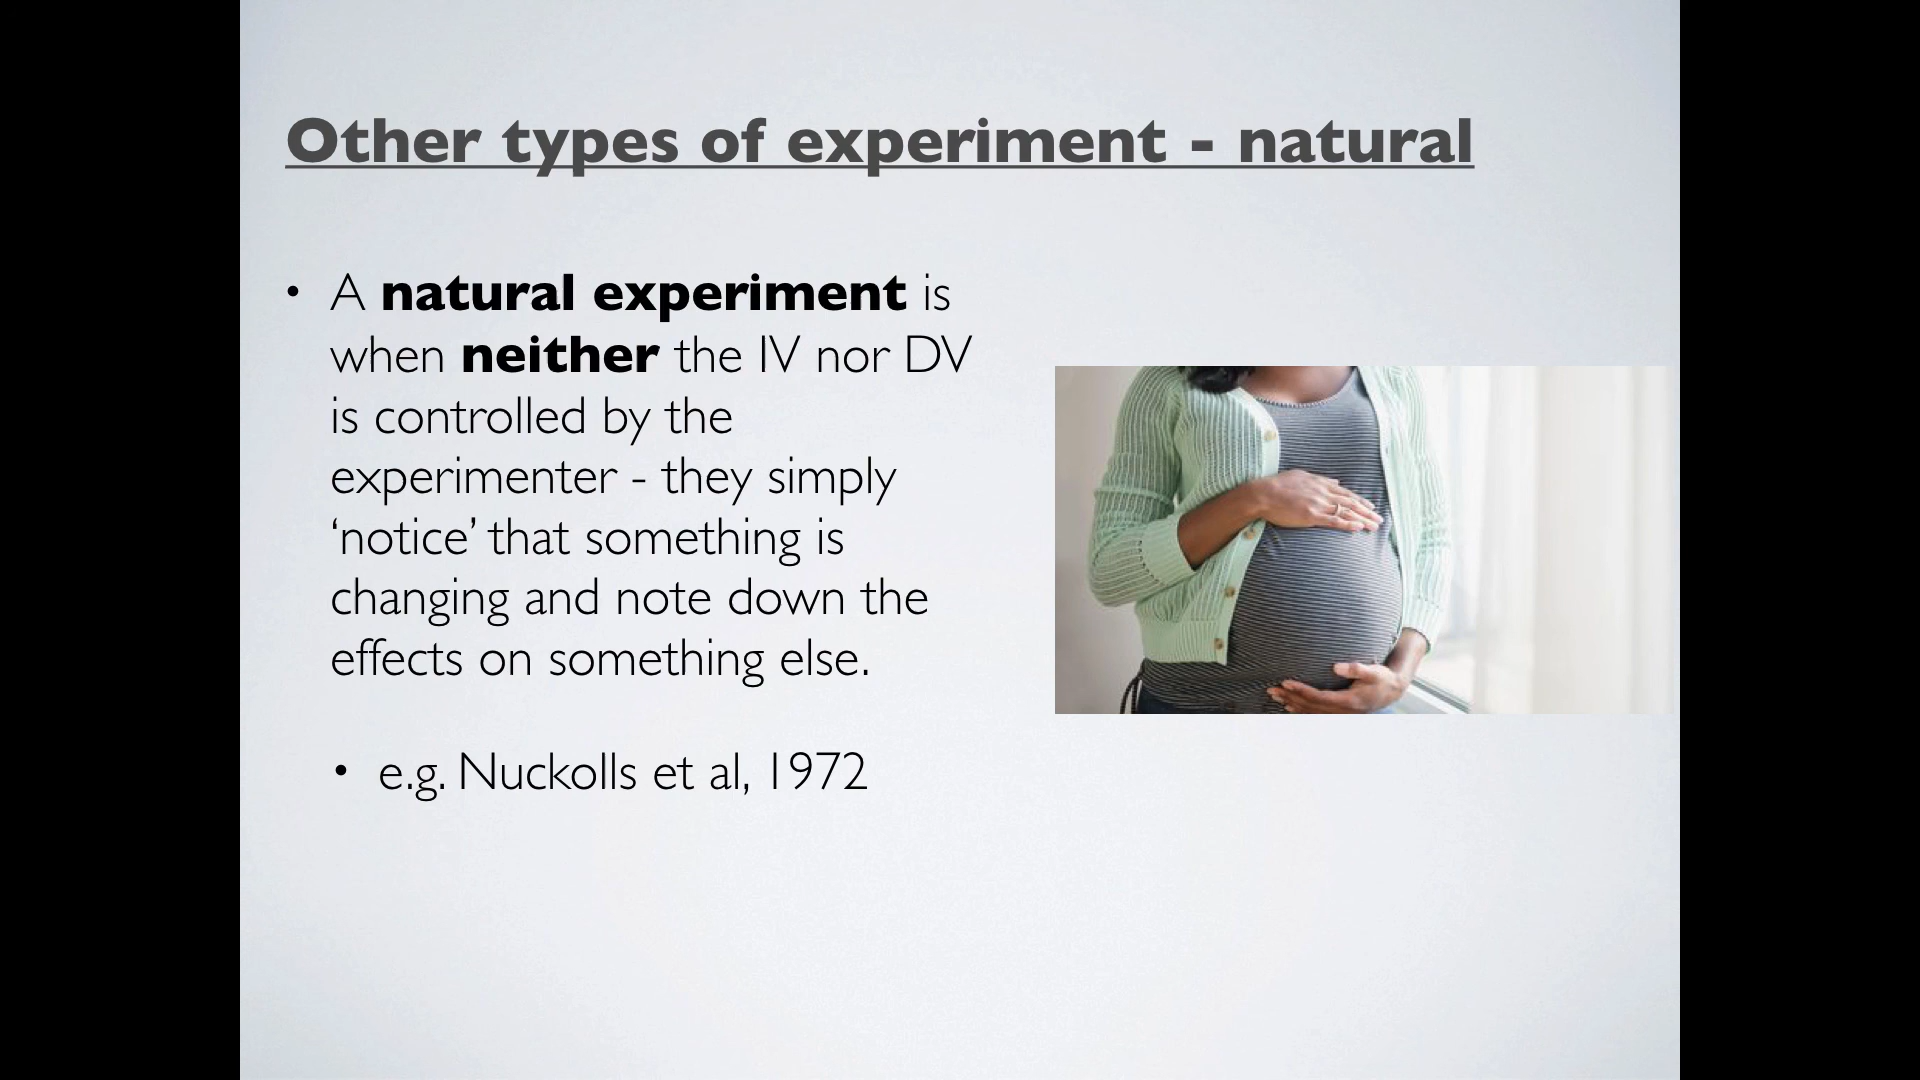 Other types of experiment - natural
• A natural experiment is
when neither the IV nor DV
is controlled by the
experimenter - they simply
‘notice’ that something is
changing and note down the
effects on something else.
• e.g. Nuckolls et al, 1972